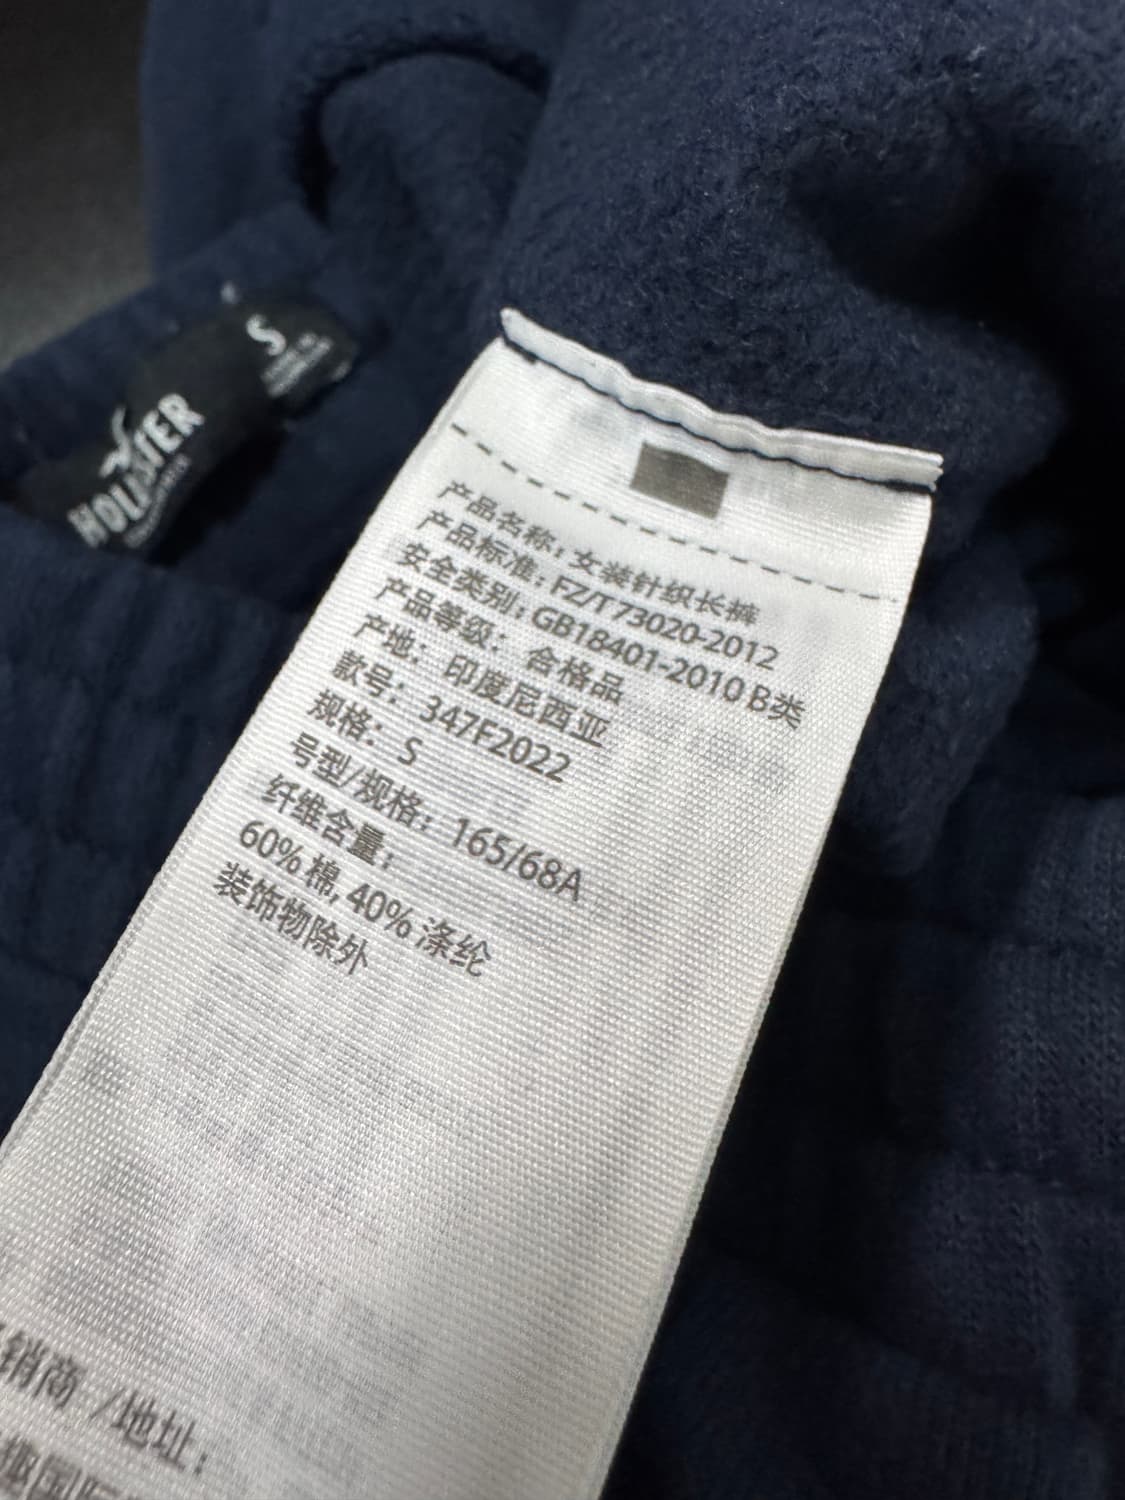 S
HOLLISTER
产品名称：女装针织长裤
产品标准：FZ/T 73020-2012
安全类别：GB18401-2010 B类
产品等级：合格品
产地：印度尼西亚
款号：347F2022
规格：S
号型/规格：165/68A
纤维含量：
60% 棉, 40% 涤纶
装饰物除外
销商 /地址：